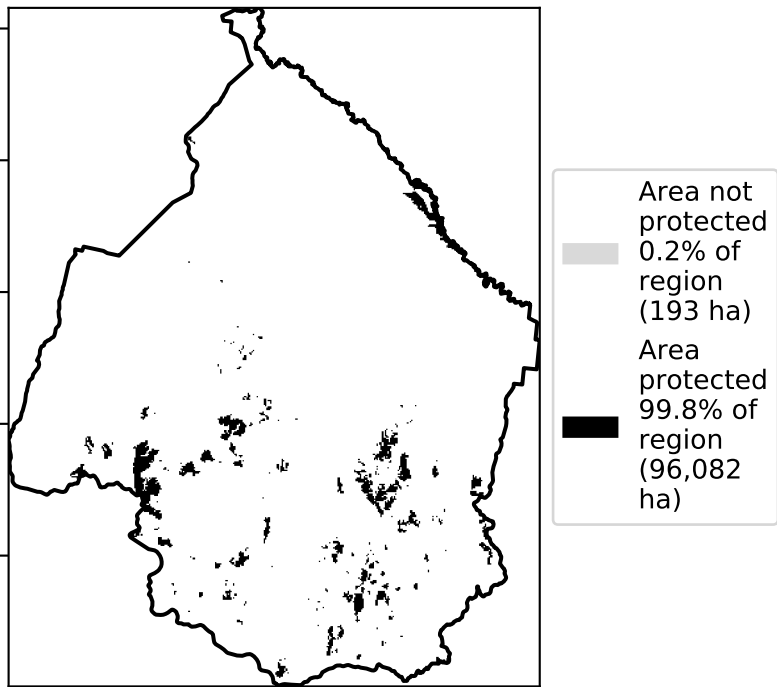 Area not
protected
0.2% of
region
(193 ha)
Area
protected
99.8% of
region
(96,082
ha)